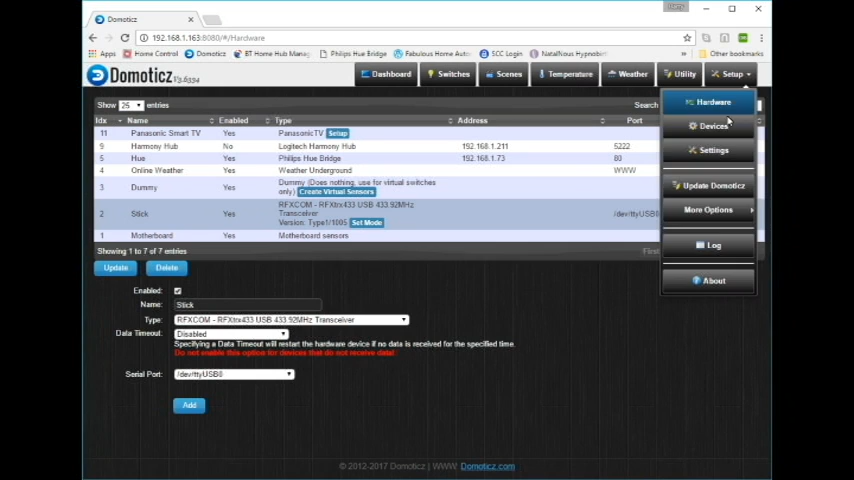 Domoticz
192.168.1.163:8080/#/Hardware
Apps Home Control Domoticz BT Home Hub Mana Philips Hue Bridge Fabulous Home Auto SCC Login NatalNous Hypnobir » Other bookmarks
Domoticz V3.6394 Dashboard Switches Scenes Temperature Weather Utility Setup
Show 25 entries Search
Idx Name Enabled Type Address Port
11 Panasonic Smart TV Yes PanasonicTV Setup
9 Harmony Hub No Logitech Harmony Hub 192.168.1.211 5222
5 Hue Yes Philips Hue Bridge 192.168.1.73 80
4 Online Weather Yes Weather Underground WWW
3 Dummy Yes Dummy (Does nothing, use for virtual switches
only) Create Virtual Sensors
2 Stick Yes RFXCOM - RFXtrx433 USB 433.92MHz
Transceiver /dev/ttyUSB0
Version: Type1/1005 Set Mode
1 Motherboard Yes Motherboard sensors
Showing 1 to 7 of 7 entries First
Hardware
Devices
Settings
Update Domoticz
More Options
Log
About
Update Delete
Enabled:
Name: Stick
Type: RFXCOM - RFXtrx433 USB 433.92MHz Transceiver
Data Timeout: Disabled
Specifying a Data Timeout will restart the hardware device if no data is received for the specified time.
Do not enable this option for devices that do not receive data!
Serial Port: /dev/ttyUSB0
Add
© 2012-2017 Domoticz | WWW: Domoticz.com